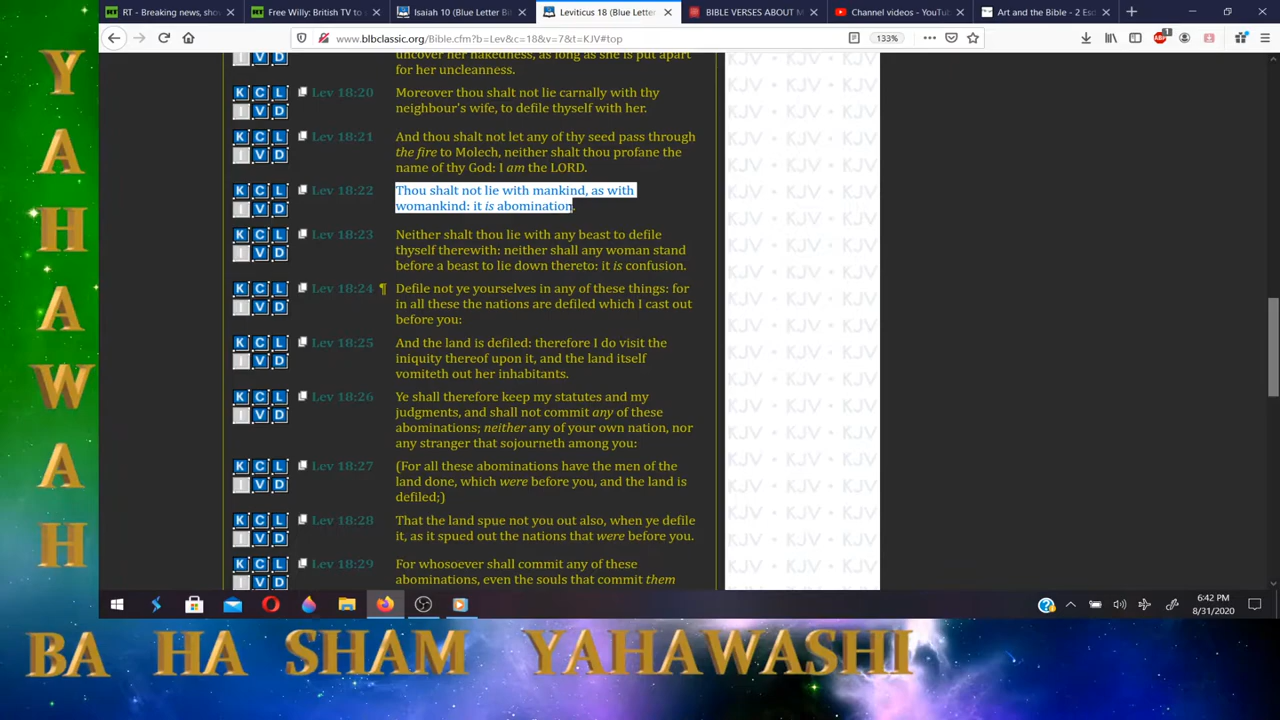 RT - Breaking news, sho
Free Willy: British TV to
Isaiah 10 (Blue Letter Bi
Leviticus 18 (Blue Letter
BIBLE VERSES ABOUT M
Channel videos - YouTu
Art and the Bible - 2 Esd
www.blbclassic.org/Bible.cfm?b=Lev&c=18&v=7&t=KJV#top
133%
uncover her nakedness, as long as she is put apart
for her uncleanness.
K C L Lev 18:20 Moreover thou shalt not lie carnally with thy
I V D neighbour's wife, to defile thyself with her.
K C L Lev 18:21 And thou shalt not let any of thy seed pass through
I V D the fire to Molech, neither shalt thou profane the
name of thy God: I am the LORD.
K C L Lev 18:22 Thou shalt not lie with mankind, as with
I V D womankind: it is abomination.
K C L Lev 18:23 Neither shalt thou lie with any beast to defile
I V D thyself therewith: neither shall any woman stand
before a beast to lie down thereto: it is confusion.
K C L Lev 18:24 ¶ Defile not ye yourselves in any of these things: for
I V D in all these the nations are defiled which I cast out
before you:
K C L Lev 18:25 And the land is defiled: therefore I do visit the
I V D iniquity thereof upon it, and the land itself
vomiteth out her inhabitants.
K C L Lev 18:26 Ye shall therefore keep my statutes and my
I V D judgments, and shall not commit any of these
abominations; neither any of your own nation, nor
any stranger that sojourneth among you:
K C L Lev 18:27 (For all these abominations have the men of the
I V D land done, which were before you, and the land is
defiled;)
K C L Lev 18:28 That the land spue not you out also, when ye defile
I V D it, as it spued out the nations that were before you.
K C L Lev 18:29 For whosoever shall commit any of these
I V D abominations, even the souls that commit them
KJV KJV KJV
6:42 PM
8/31/2020
Y
A
H
A
W
A
H
BA HA SHAM YAHAWASHI